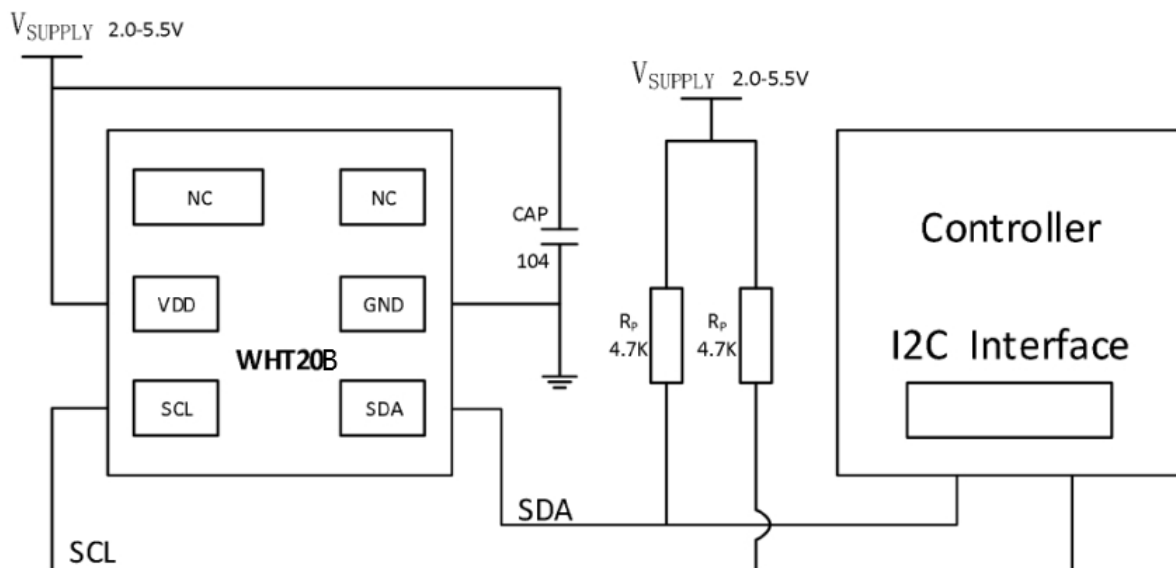 VSUPPLY 2.0-5.5V
VSUPPLY 2.0-5.5V
NC
NC
CAP
104
Controller
VDD
GND
RP
4.7K
RP
4.7K
I2C Interface
WHT20B
SCL
SDA
SDA
SCL